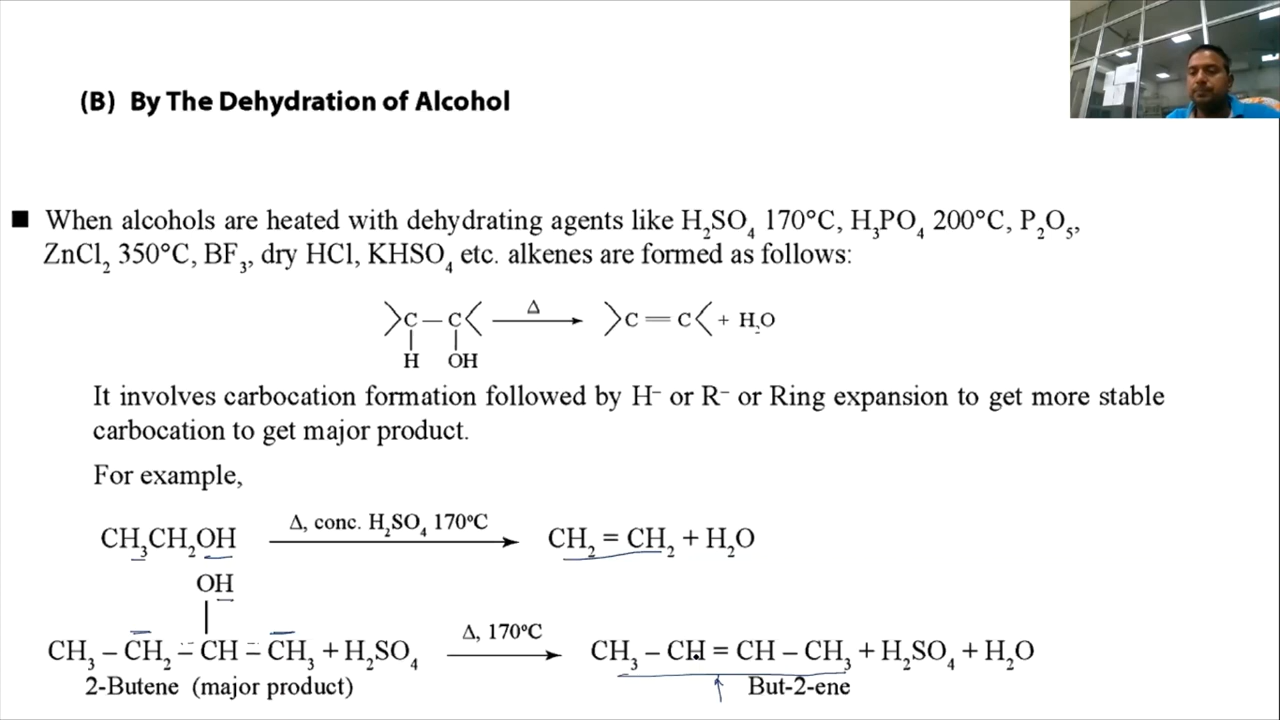 (B) By The Dehydration of Alcohol
■ When alcohols are heated with dehydrating agents like H₂SO₄ 170°C, H₃PO₄ 200°C, P₂O₅,
ZnCl₂ 350°C, BF₃, dry HCl, KHSO₄ etc. alkenes are formed as follows:
Δ
>C–C< → >C=C< + H₂O
H OH
It involves carbocation formation followed by H⁻ or R⁻ or Ring expansion to get more stable
carbocation to get major product.
For example,
Δ, conc. H₂SO₄ 170°C
CH₃CH₂OH → CH₂ = CH₂ + H₂O
OH
Δ, 170°C
CH₃ – CH₂ – CH – CH₃ + H₂SO₄ → CH₃ – CH = CH – CH₃ + H₂SO₄ + H₂O
2-Butene (major product) But-2-ene